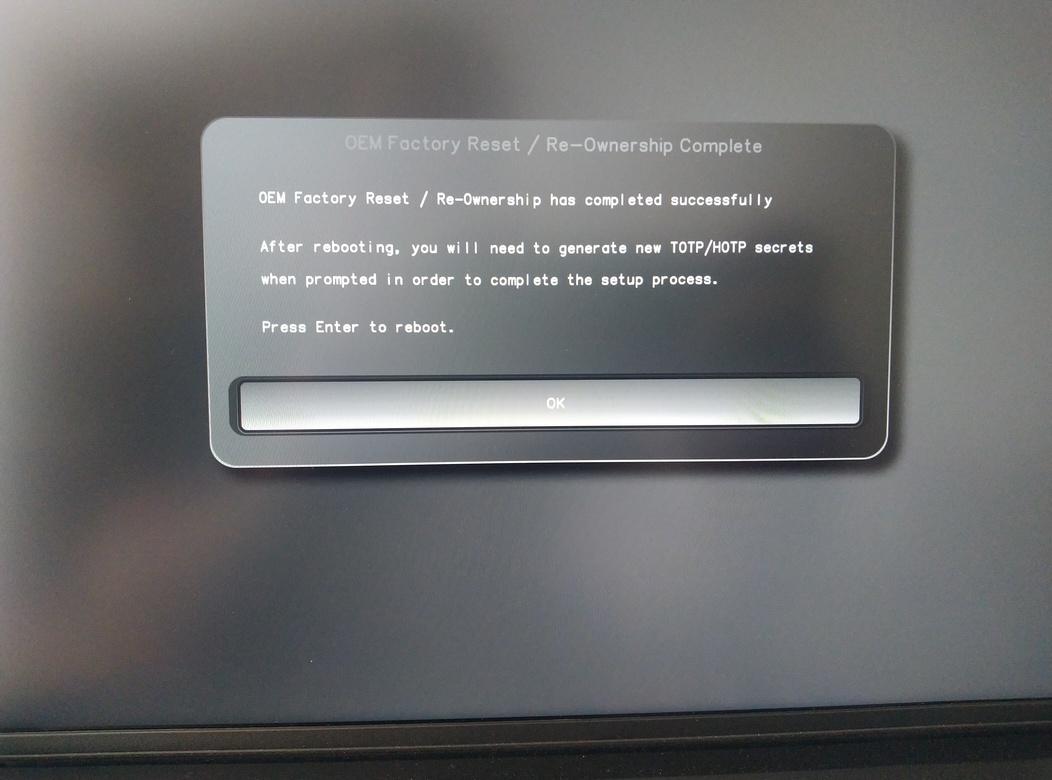 OEM Factory Reset / Re-Ownership Complete
OEM Factory Reset / Re-Ownership has completed successfully
After rebooting, you will need to generate new TOTP/HOTP secrets
when prompted in order to complete the setup process.
Press Enter to reboot.
OK